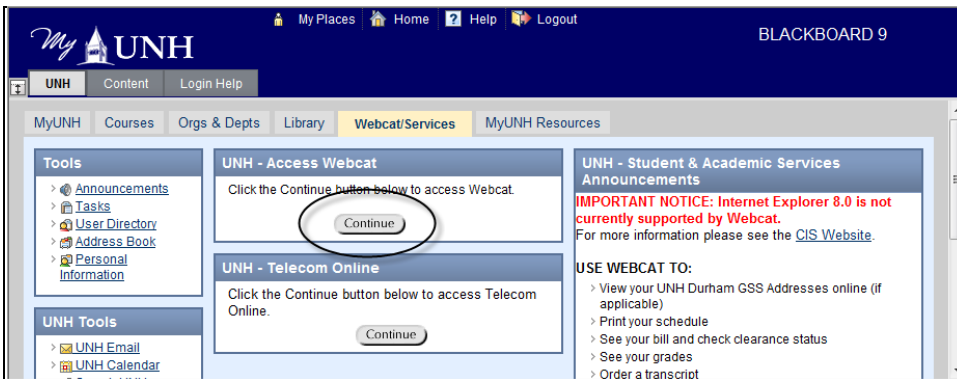 My Places Home ? Help Logout
My UNH
BLACKBOARD 9
UNH Content Login Help
MyUNH Courses Orgs & Depts Library Webcat/Services MyUNH Resources
Tools
> Announcements
> Tasks
> User Directory
> Address Book
> Personal
Information
UNH Tools
> UNH Email
> UNH Calendar
UNH - Access Webcat
Click the Continue button below to access Webcat.
Continue
UNH - Telecom Online
Click the Continue button below to access Telecom
Online.
Continue
UNH - Student & Academic Services
Announcements
IMPORTANT NOTICE: Internet Explorer 8.0 is not
currently supported by Webcat.
For more information please see the CIS Website.
USE WEBCAT TO:
> View your UNH Durham GSS Addresses online (if
applicable)
> Print your schedule
> See your bill and check clearance status
> See your grades
> Order a transcript